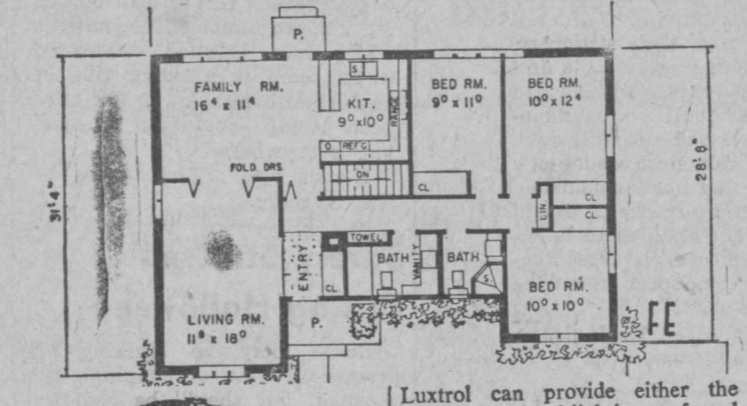 P.
FAMILY RM.
16⁴ x 11⁴
S
KIT.
9⁰x10⁰
RANGE
O REFG
BED RM.
9⁰ x 11⁰
BED RM.
10⁰ x 12⁴
FOLD. DRS.
DN
CL
LIN.
CL
CL
31'-4"
28'-8"
TOWEL
ENTRY
CL
BATH
VANITY
BATH
S
LIVING RM.
11⁸ x 18⁰
P.
BED RM.
10⁰ x 10⁰
FE
Luxtrol can provide either the